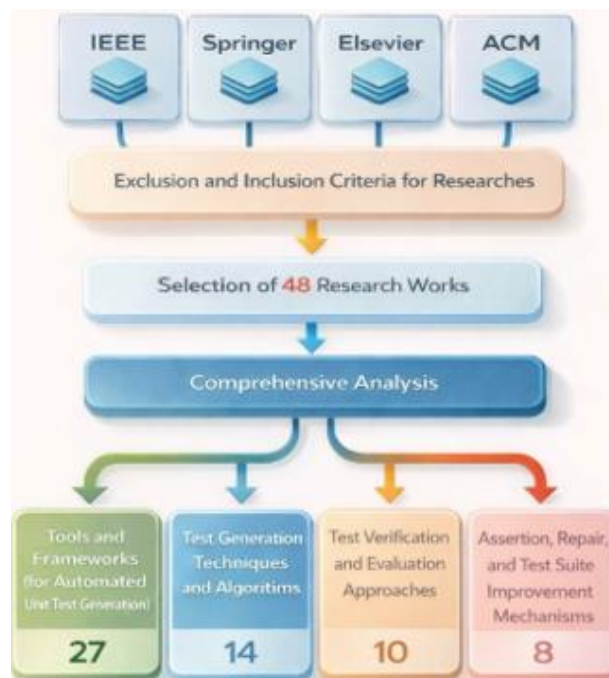 IEEE
Springer
Elsevier
ACM
Exclusion and Inclusion Criteria for Researches
Selection of 48 Research Works
Comprehensive Analysis
Tools and
Frameworks
(for Automated
Unit Test Generation)
27
Test Generation
Techniques
and Algoritims
14
Test Verification
and Evaluation
Approaches
10
Assertion, Repair,
and Test Suite
Improvement
Mechanisms
8